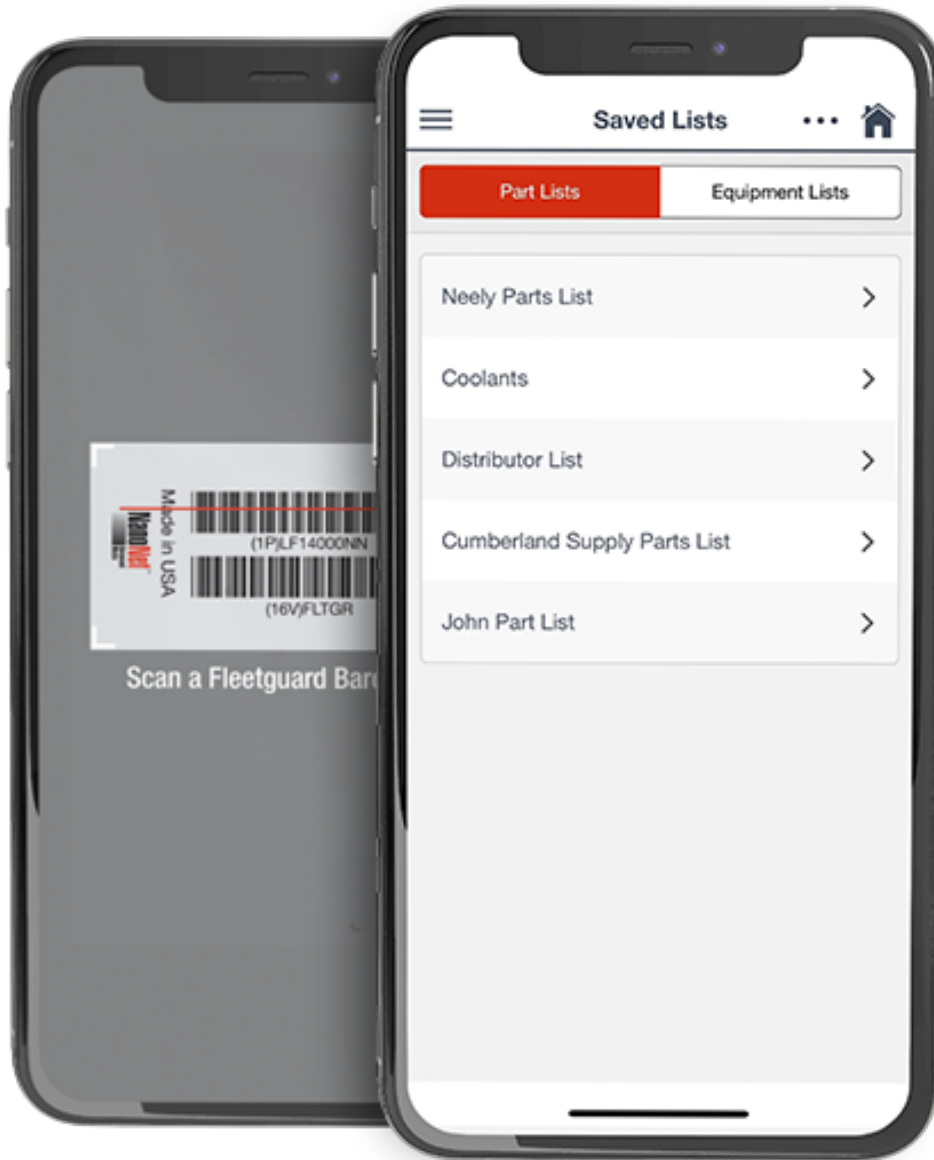 Saved Lists
Part Lists
Equipment Lists
Neely Parts List
Coolants
Distributor List
Cumberland Supply Parts List
John Part List
Made in USA
NanoNet
(1P)LF14000NN
(16V)FLTGR
Scan a Fleetguard